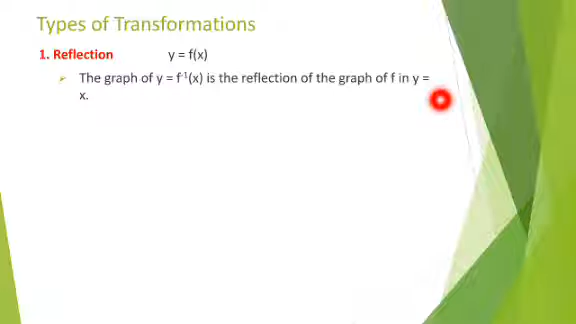 Types of Transformations
1. Reflection y = f(x)
➢ The graph of y = f⁻¹(x) is the reflection of the graph of f in y =
x.